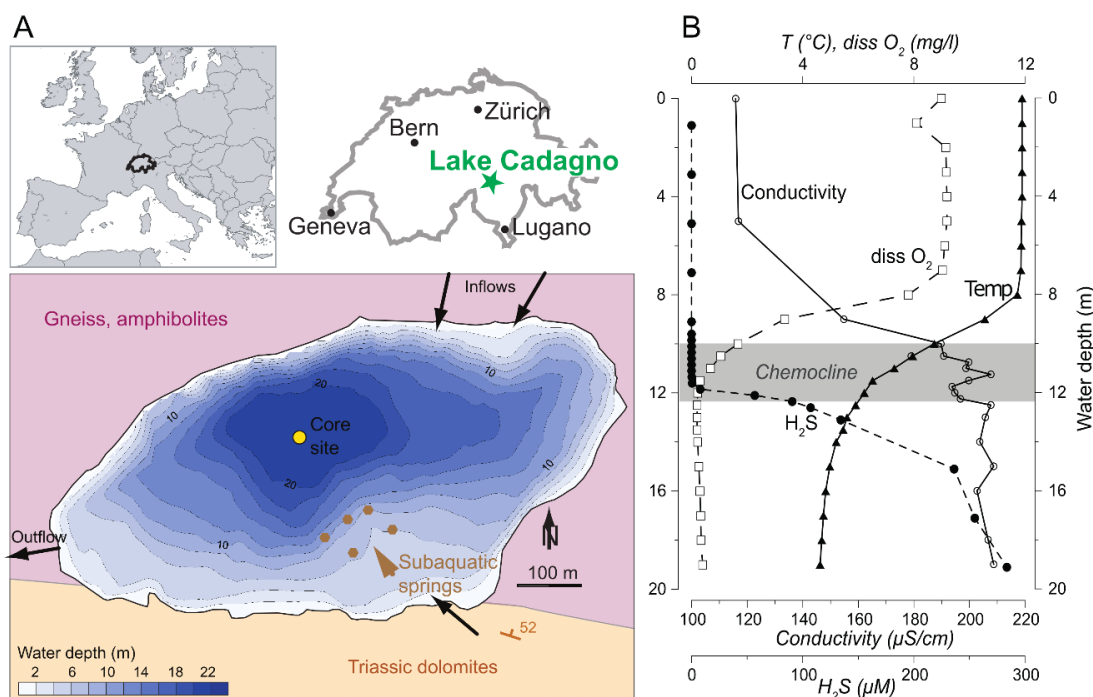 A
Zürich
Bern
Lake Cadagno
Geneva
Lugano
Inflows
Gneiss, amphibolites
20
10
Core
site
10
20
10
Outflow
N
Subaquatic
springs
100 m
52
Water depth (m)
2 6 10 14 18 22
Triassic dolomites
B
T (°C), diss O2 (mg/l)
0 4 8 12
0 0
4 4
8 8
12 12
16 16
20 20
Water depth (m)
Conductivity
diss O2
Temp
Chemocline
H2S
100 120 140 160 180 200 220
Conductivity (µS/cm)
0 100 200 300
H2S (µM)